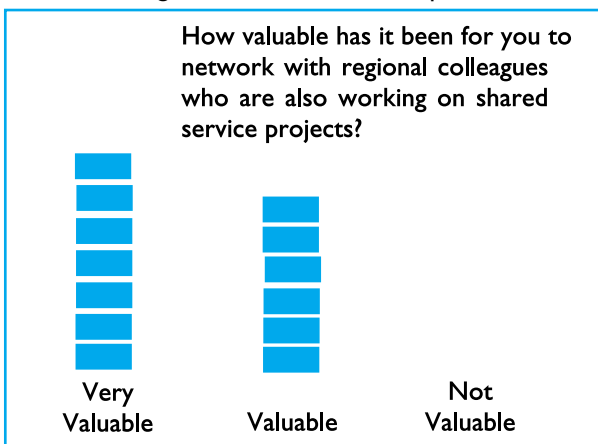 How valuable has it been for you to
network with regional colleagues
who are also working on shared
service projects?
Very
Valuable
Valuable
Not
Valuable